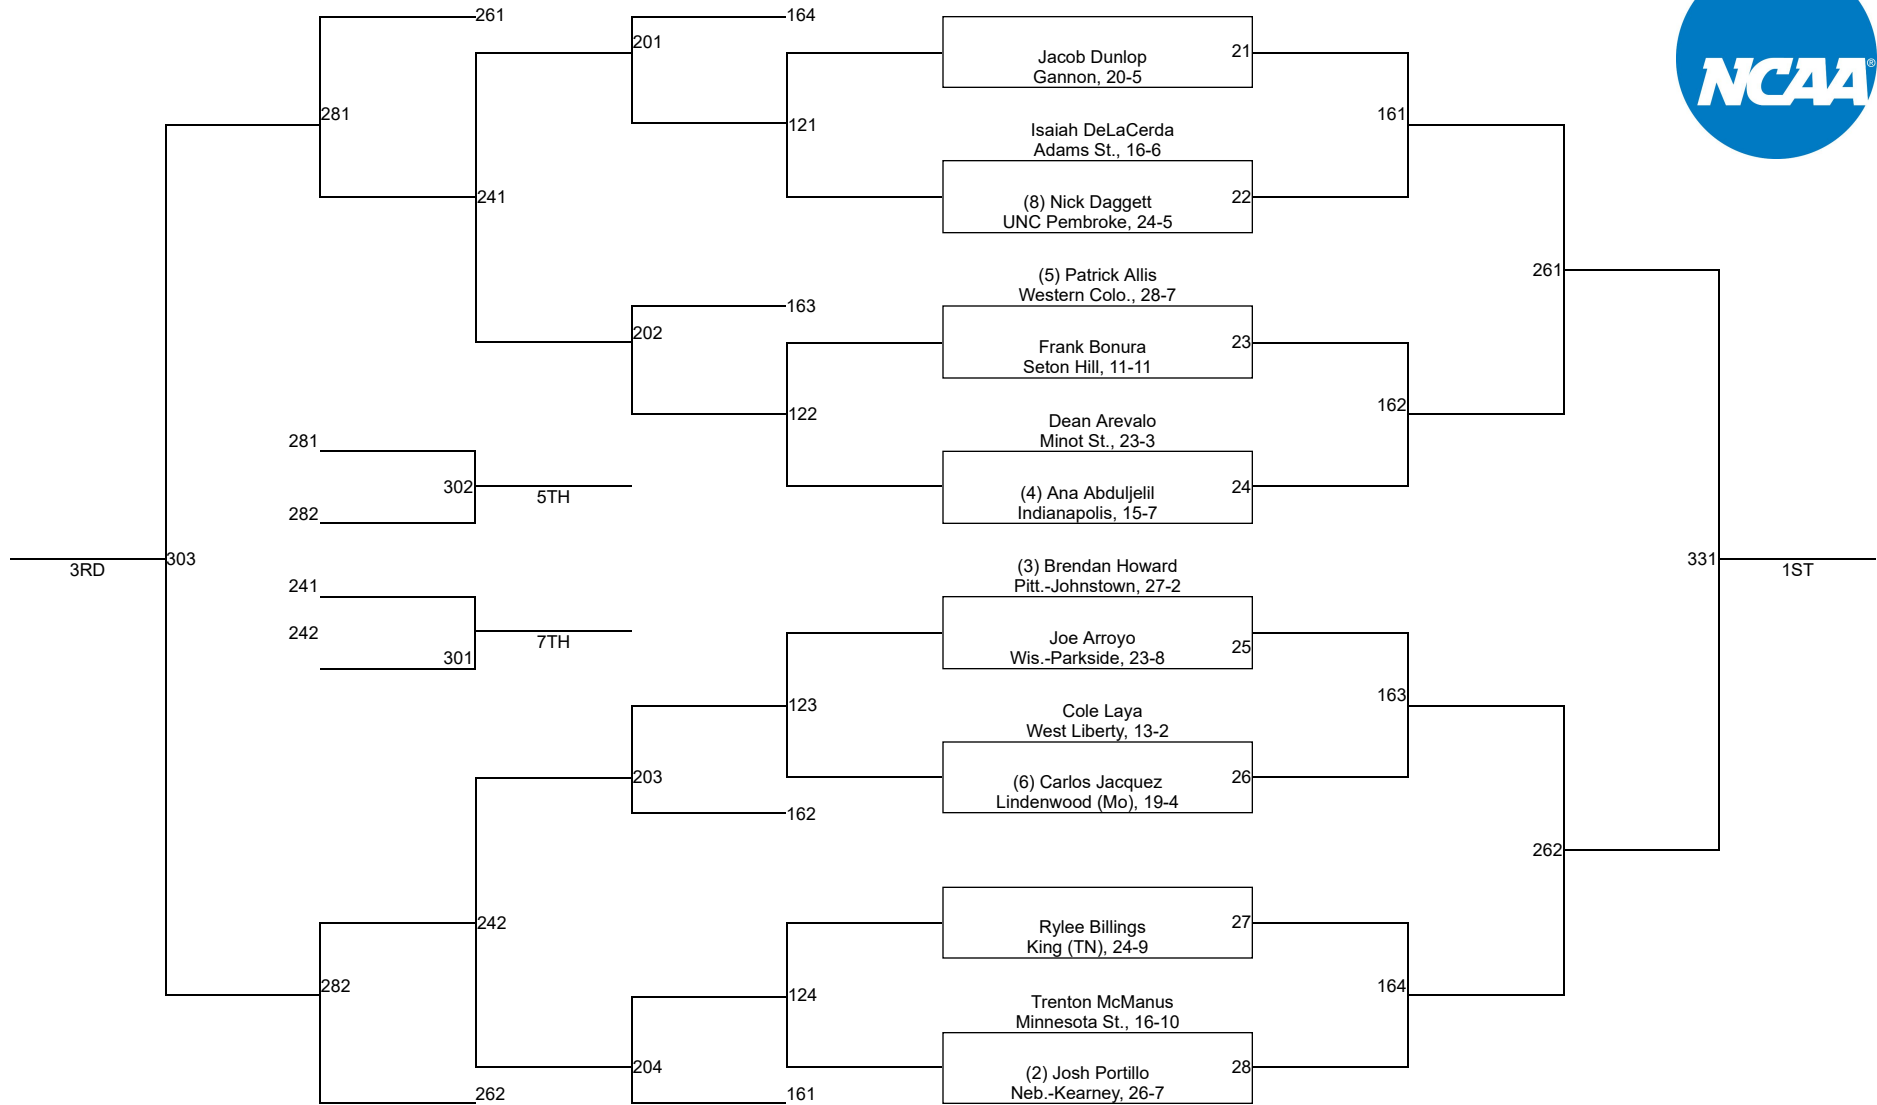 261
164
201
Jacob Dunlop
Gannon, 20-5
21
281
121
161
Isaiah DeLaCerda
Adams St., 16-6
241
(8) Nick Daggett
UNC Pembroke, 24-5
22
261
(5) Patrick Allis
Western Colo., 28-7
163
202
Frank Bonura
Seton Hill, 11-11
23
122
162
Dean Arevalo
Minot St., 23-3
281
302
5TH
282
(4) Ana Abduljelil
Indianapolis, 15-7
24
3RD
303
331
1ST
(3) Brendan Howard
Pitt.-Johnstown, 27-2
241
242
301
7TH
Joe Arroyo
Wis.-Parkside, 23-8
25
123
163
Cole Laya
West Liberty, 13-2
203
(6) Carlos Jacquez
Lindenwood (Mo), 19-4
26
162
262
242
Rylee Billings
King (TN), 24-9
27
282
124
164
Trenton McManus
Minnesota St., 16-10
204
(2) Josh Portillo
Neb.-Kearney, 26-7
28
262
161
NCAA®